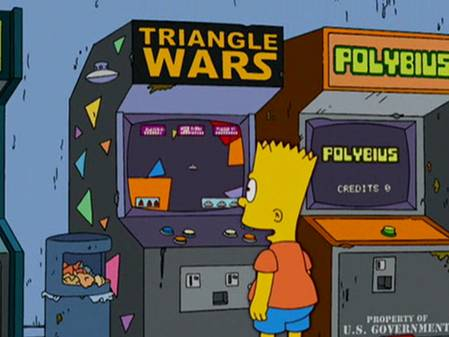 TRIANGLE
WARS
POLYBIUS
POLYBIUS
CREDITS 0
PROPERTY OF
U.S. GOVERNMENT